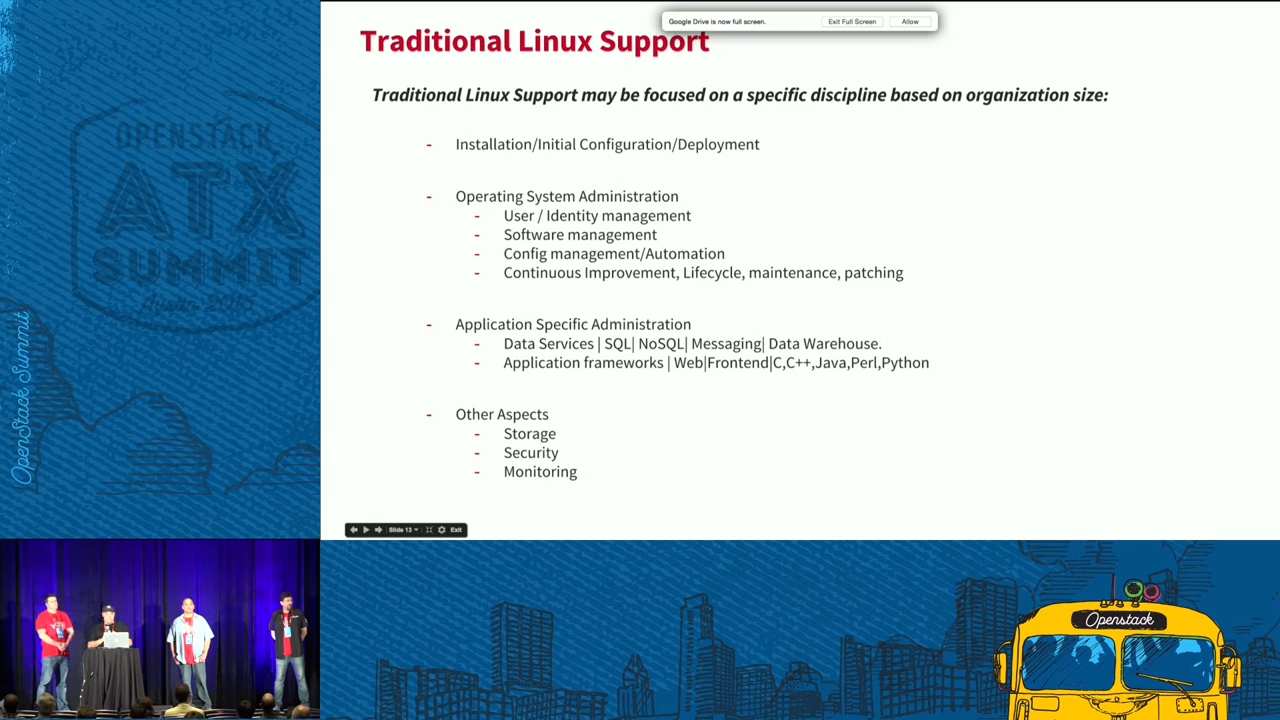 Google Drive is now full screen.
Exit Full Screen
Allow
Traditional Linux Support
Traditional Linux Support may be focused on a specific discipline based on organization size:
- Installation/Initial Configuration/Deployment
- Operating System Administration
- User / Identity management
- Software management
- Config management/Automation
- Continuous Improvement, Lifecycle, maintenance, patching
- Application Specific Administration
- Data Services | SQL| NoSQL| Messaging| Data Warehouse.
- Application frameworks | Web|Frontend|C,C++,Java,Perl,Python
- Other Aspects
- Storage
- Security
- Monitoring
Slide 13
Exit
OPENSTACK
ATX
SUMMIT
OpenStack Summit
Openstack